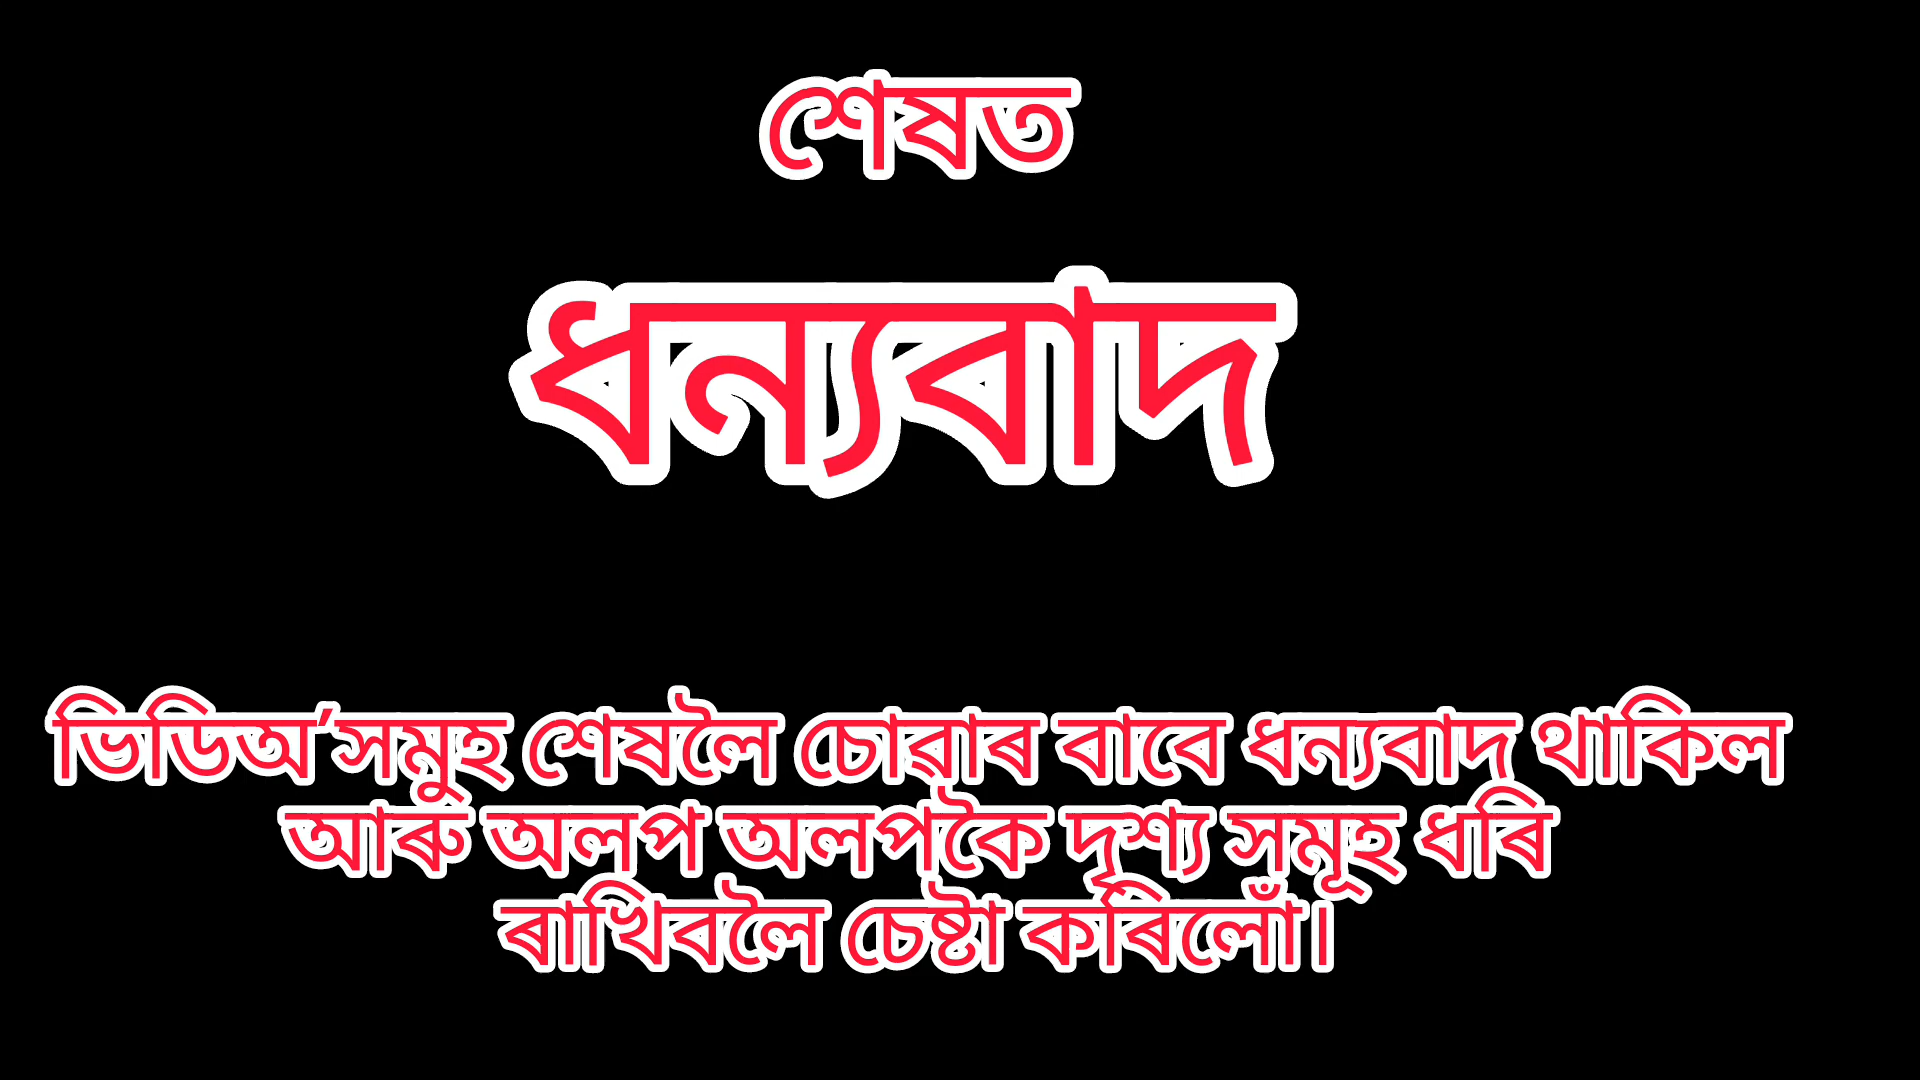 শেষত
ধন্যবাদ
ভিডিঅ'সমুহ শেষলৈ চোৱাৰ বাবে ধন্যবাদ থাকিল
আৰু অলপ অলপকৈ দৃশ্য সমূহ ধৰি
ৰাখিবলৈ চেষ্টা কৰিলোঁ।